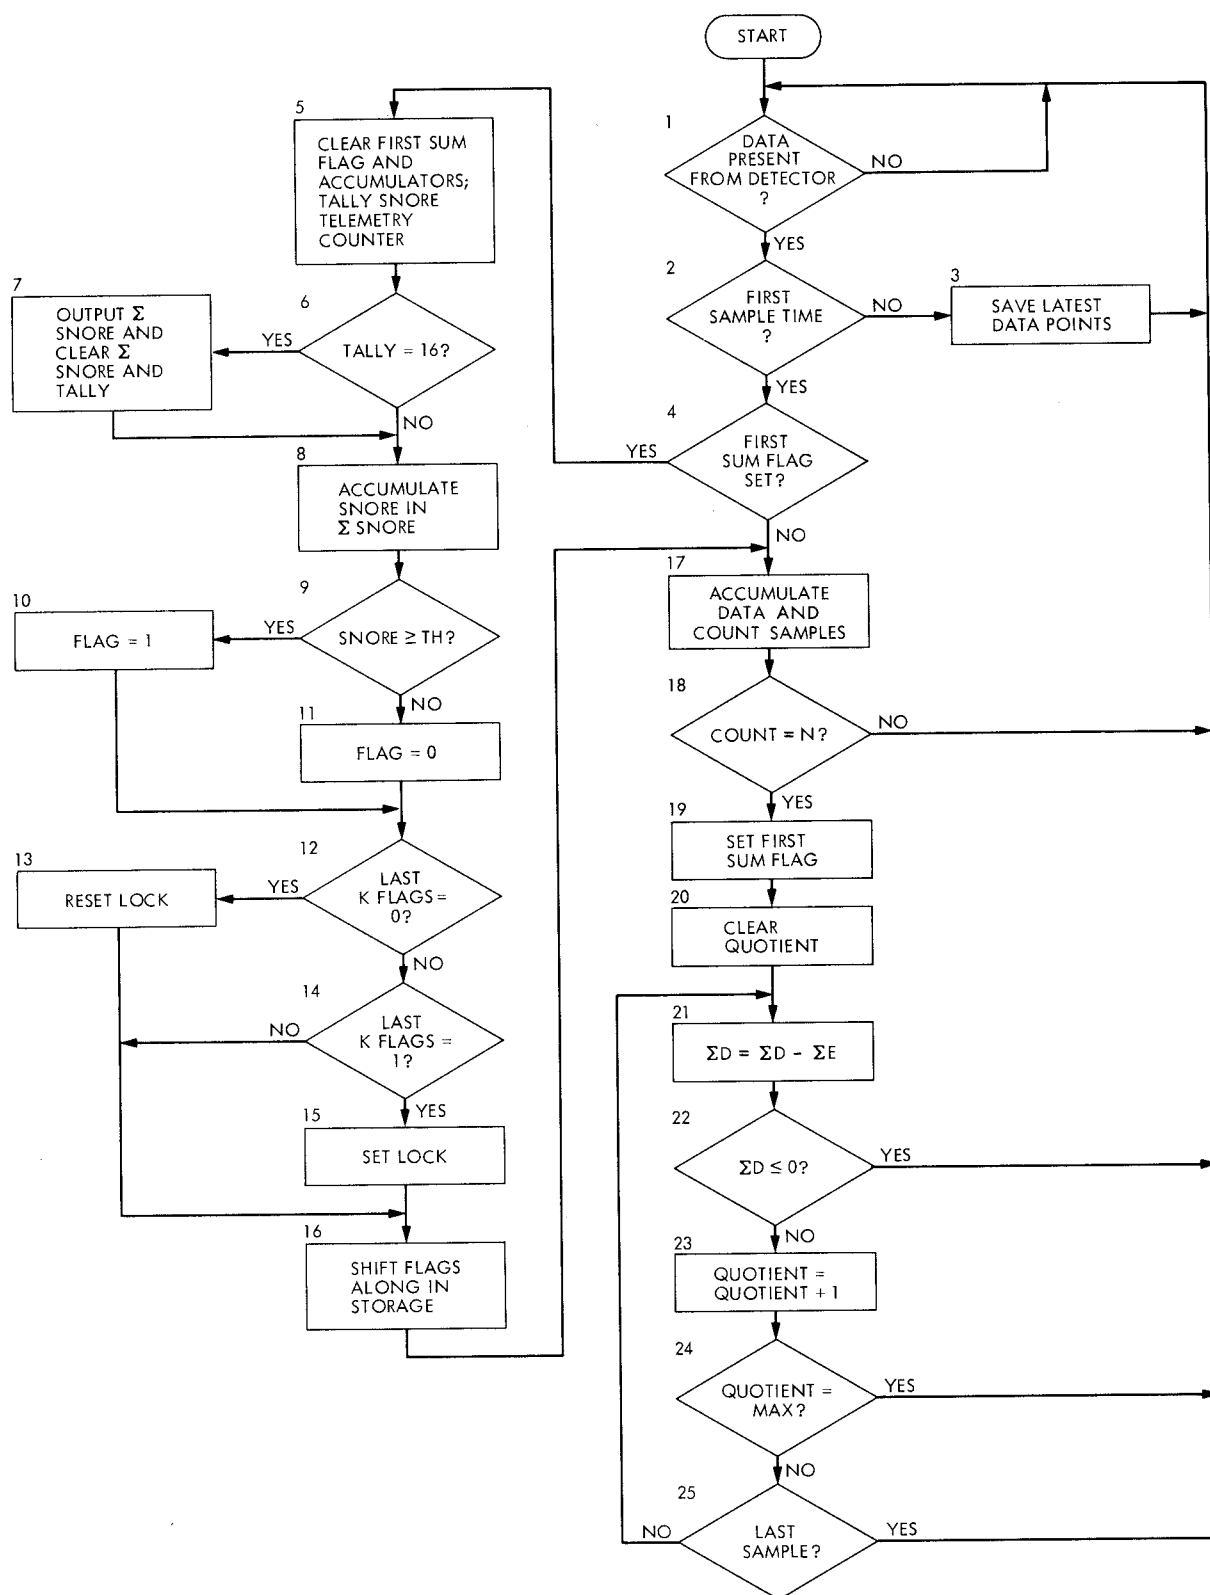 START
1
DATA
PRESENT
FROM DETECTOR
?
NO
YES
2
FIRST
SAMPLE TIME
?
NO
YES
3
SAVE LATEST
DATA POINTS
4
FIRST
SUM FLAG
SET?
YES
NO
5
CLEAR FIRST SUM
FLAG AND
ACCUMULATORS;
TALLY SNORE
TELEMETRY
COUNTER
6
TALLY = 16?
YES
NO
7
OUTPUT Σ
SNORE AND
CLEAR Σ
SNORE AND
TALLY
8
ACCUMULATE
SNORE IN
Σ SNORE
9
SNORE ≥ TH?
YES
NO
10
FLAG = 1
11
FLAG = 0
12
LAST
K FLAGS =
0?
YES
NO
13
RESET LOCK
14
LAST
K FLAGS =
1?
NO
YES
15
SET LOCK
16
SHIFT FLAGS
ALONG IN
STORAGE
17
ACCUMULATE
DATA AND
COUNT SAMPLES
18
COUNT = N?
NO
YES
19
SET FIRST
SUM FLAG
20
CLEAR
QUOTIENT
21
ΣD = ΣD - ΣE
22
ΣD ≤ 0?
YES
NO
23
QUOTIENT =
QUOTIENT + 1
24
QUOTIENT =
MAX?
YES
NO
25
LAST
SAMPLE?
NO
YES